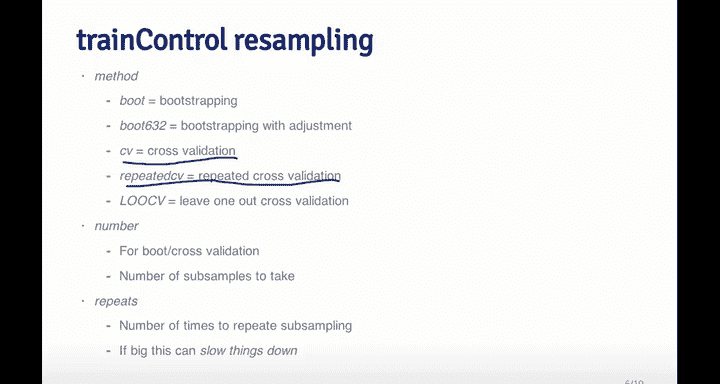 trainControl resampling
· method
- boot = bootstrapping
- boot632 = bootstrapping with adjustment
- cv = cross validation
- repeatedcv = repeated cross validation
- LOOCV = leave one out cross validation
· number
- For boot/cross validation
- Number of subsamples to take
· repeats
- Number of times to repeat subsampling
- If big this can slow things down